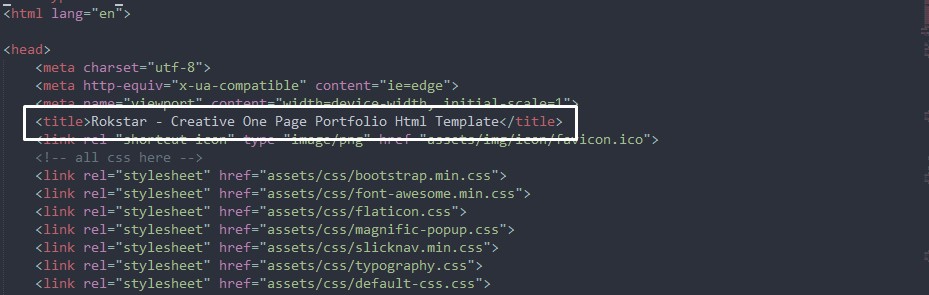 <html lang="en">
<head>
<meta charset="utf-8">
<meta http-equiv="x-ua-compatible" content="ie=edge">
<meta name="viewport" content="width=device-width, initial-scale=1">
<title>Rokstar - Creative One Page Portfolio Html Template</title>
<link rel="shortcut icon" type="image/png" href="assets/img/icon/favicon.ico">
<!-- all css here -->
<link rel="stylesheet" href="assets/css/bootstrap.min.css">
<link rel="stylesheet" href="assets/css/font-awesome.min.css">
<link rel="stylesheet" href="assets/css/flaticon.css">
<link rel="stylesheet" href="assets/css/magnific-popup.css">
<link rel="stylesheet" href="assets/css/slicknav.min.css">
<link rel="stylesheet" href="assets/css/typography.css">
<link rel="stylesheet" href="assets/css/default-css.css">